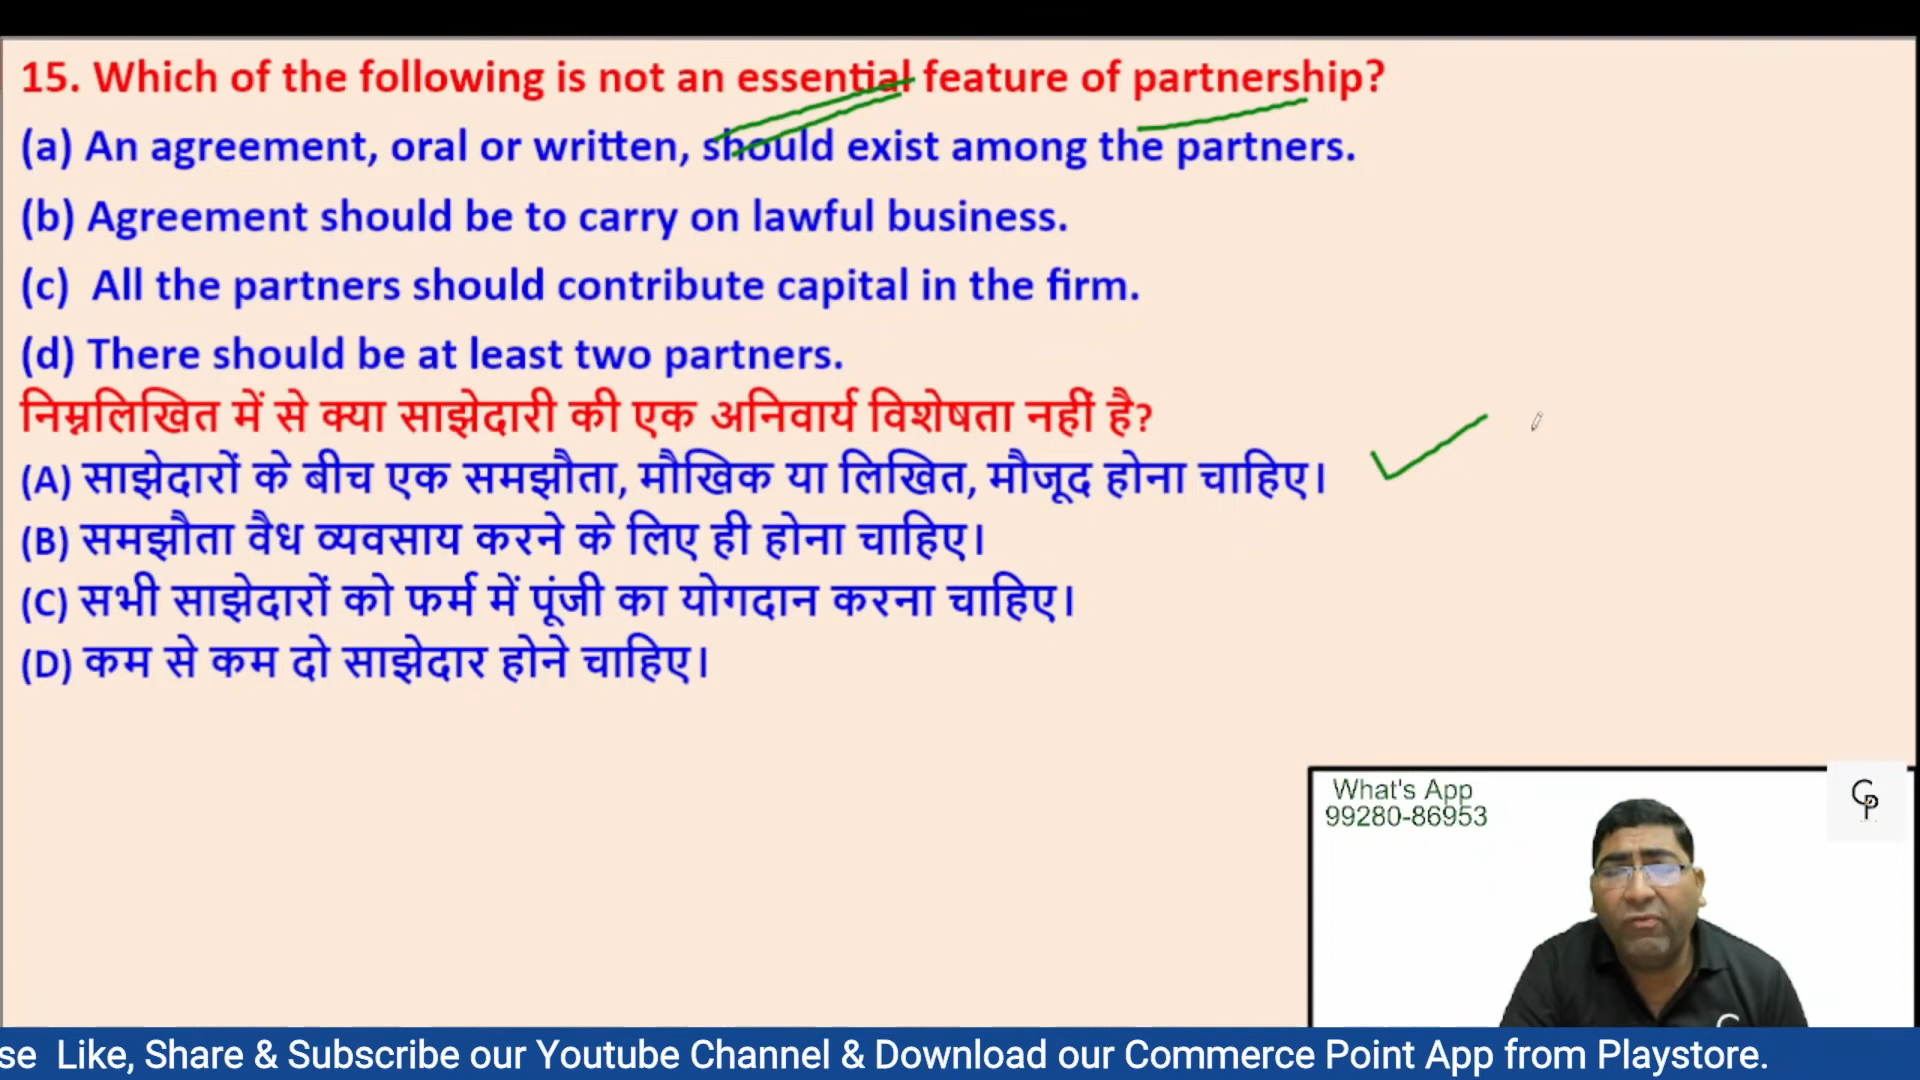 15. Which of the following is not an essential feature of partnership?
(a) An agreement, oral or written, should exist among the partners.
(b) Agreement should be to carry on lawful business.
(c) All the partners should contribute capital in the firm.
(d) There should be at least two partners.
निम्नलिखित में से क्या साझेदारी की एक अनिवार्य विशेषता नहीं है?
(A) साझेदारों के बीच एक समझौता, मौखिक या लिखित, मौजूद होना चाहिए।
(B) समझौता वैध व्यवसाय करने के लिए ही होना चाहिए।
(C) सभी साझेदारों को फर्म में पूंजी का योगदान करना चाहिए।
(D) कम से कम दो साझेदार होने चाहिए।
What's App
99280-86953
CP
se Like, Share & Subscribe our Youtube Channel & Download our Commerce Point App from Playstore.